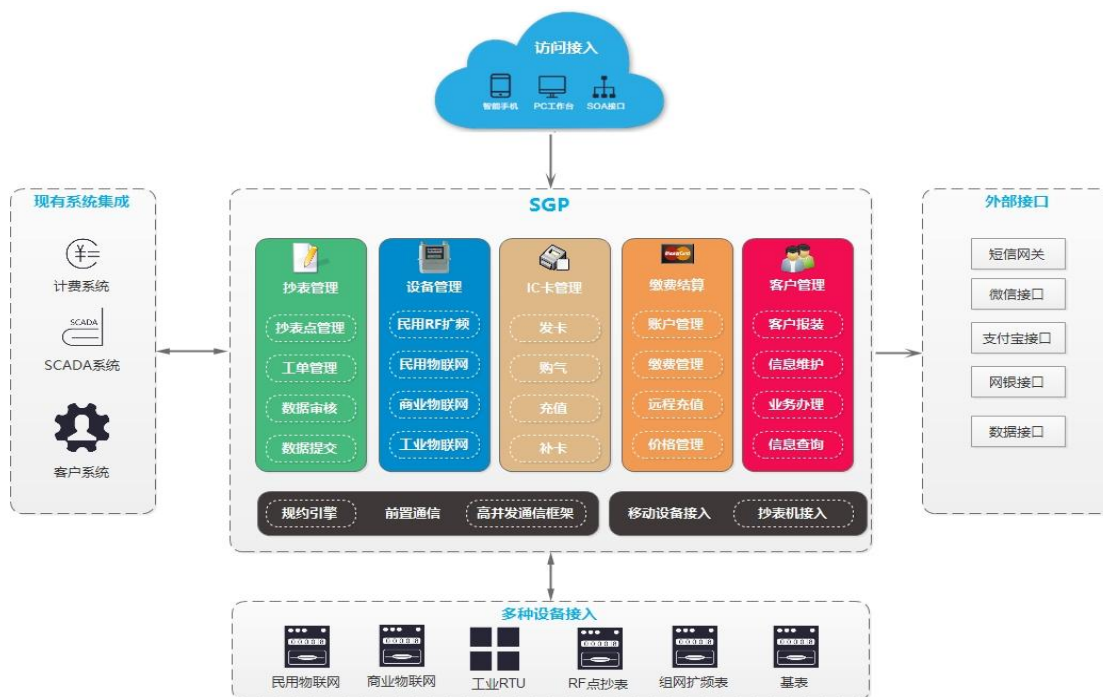 访问接入
智能手机
PC工作台
SOA接口
现有系统集成
计费系统
SCADA
SCADA系统
客户系统
SGP
抄表管理
抄表点管理
工单管理
数据审核
数据提交
设备管理
民用RF扩频
民用物联网
商业物联网
工业物联网
IC卡管理
发卡
购气
充值
补卡
缴费结算
账户管理
缴费管理
远程充值
价格管理
客户管理
客户报装
信息维护
业务办理
信息查询
规约引擎
前置通信
高并发通信框架
移动设备接入
抄表机接入
外部接口
短信网关
微信接口
支付宝接口
网银接口
数据接口
多种设备接入
民用物联网
商业物联网
工业RTU
RF点抄表
组网扩频表
基表